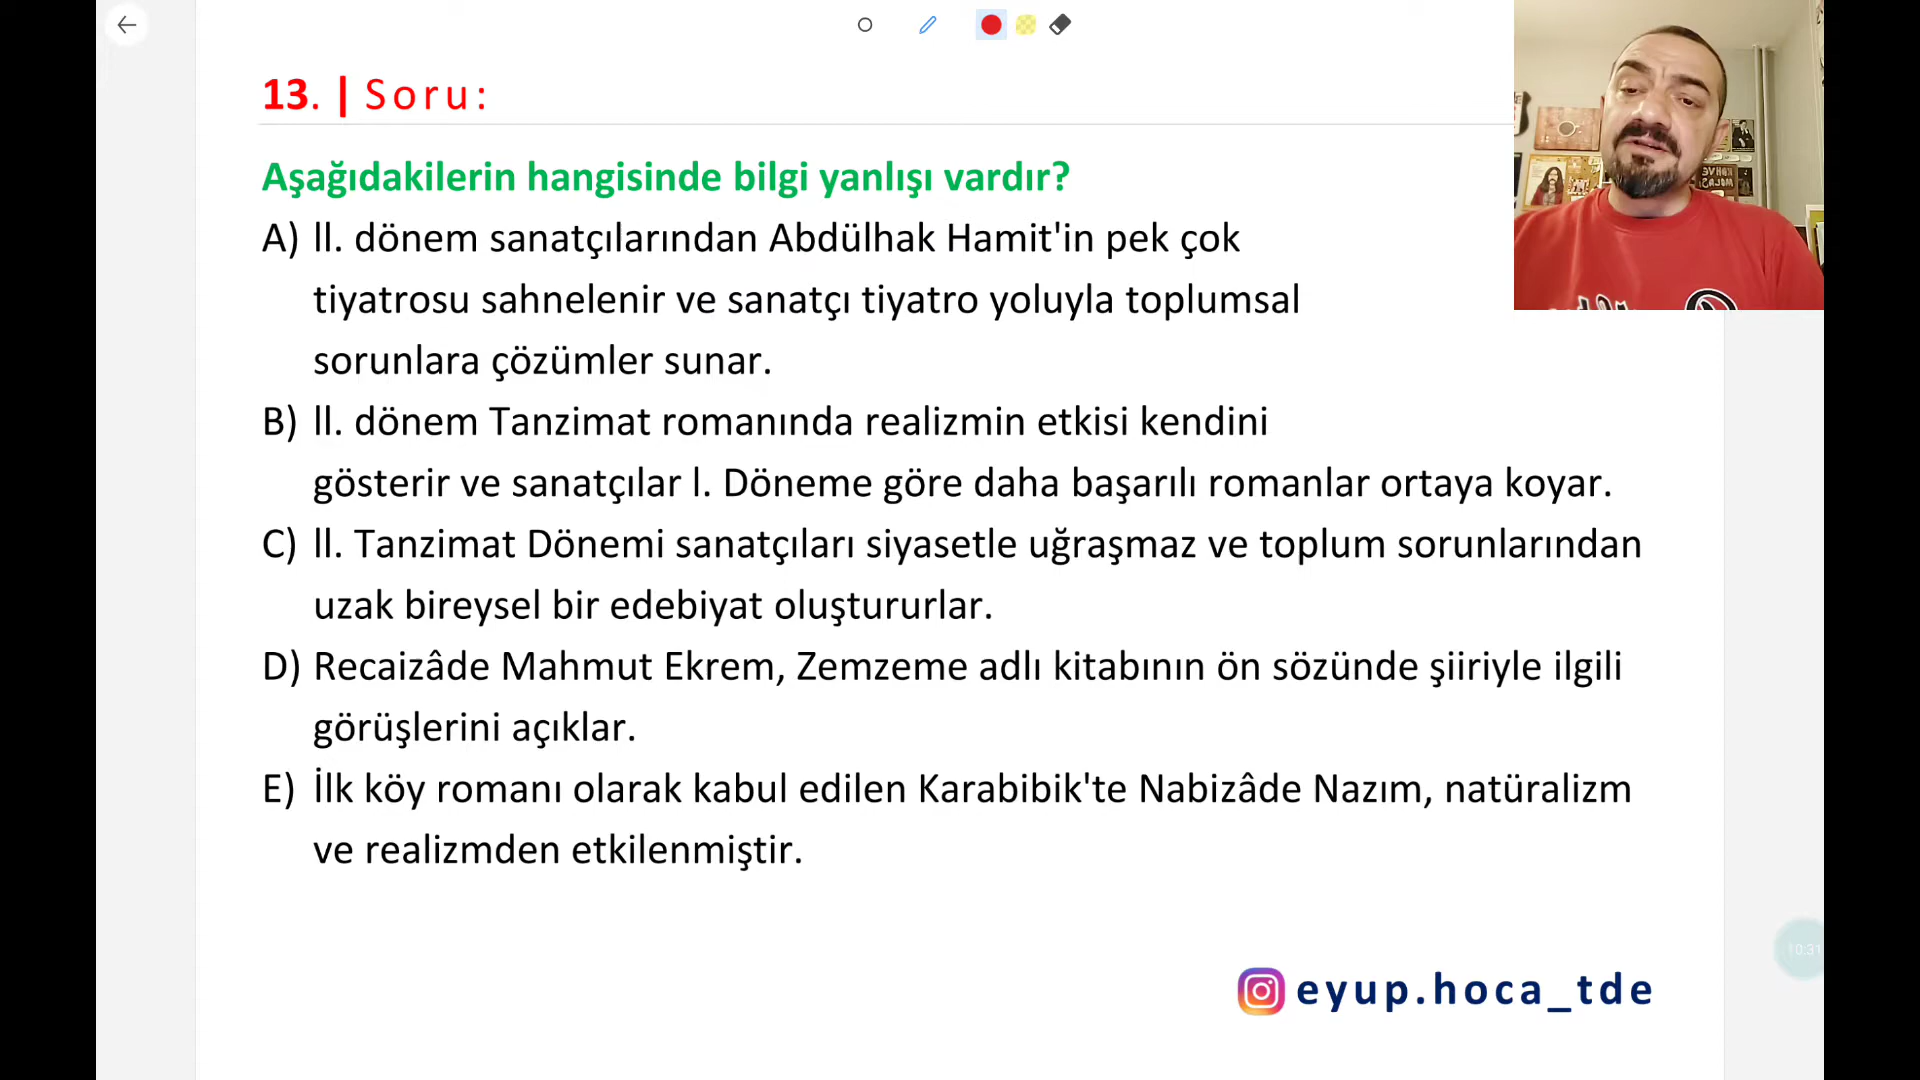 13. | Soru:
Aşağıdakilerin hangisinde bilgi yanlışı vardır?
A) ll. dönem sanatçılarından Abdülhak Hamit'in pek çok
tiyatrosu sahnelenir ve sanatçı tiyatro yoluyla toplumsal
sorunlara çözümler sunar.
B) ll. dönem Tanzimat romanında realizmin etkisi kendini
gösterir ve sanatçılar l. Döneme göre daha başarılı romanlar ortaya koyar.
C) ll. Tanzimat Dönemi sanatçıları siyasetle uğraşmaz ve toplum sorunlarından
uzak bireysel bir edebiyat oluştururlar.
D) Recaizâde Mahmut Ekrem, Zemzeme adlı kitabının ön sözünde şiiriyle ilgili
görüşlerini açıklar.
E) İlk köy romanı olarak kabul edilen Karabibik'te Nabizâde Nazım, natüralizm
ve realizmden etkilenmiştir.
eyup.hoca_tde